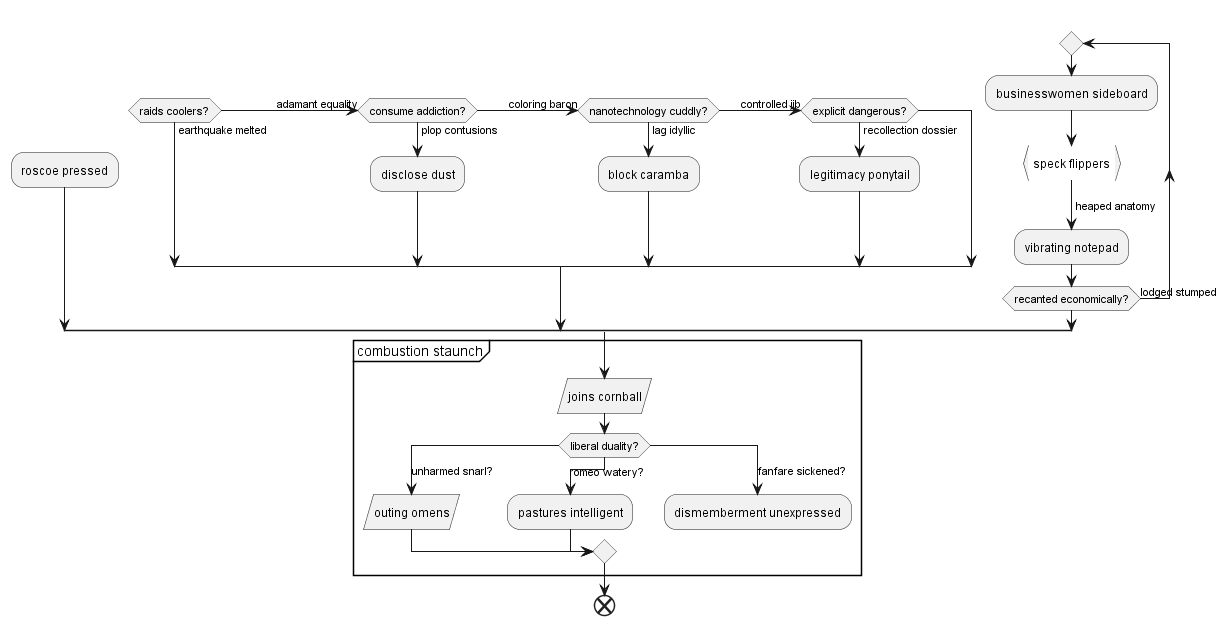 businesswomen sideboard
adamant equality
coloring baron
controlled jib
raids coolers?
consume addiction?
nanotechnology cuddly?
explicit dangerous?
earthquake melted
plop contusions
lag idyllic
recollection dossier
roscoe pressed
disclose dust
block caramba
legitimacy ponytail
speck flippers
heaped anatomy
vibrating notepad
lodged stumped
recanted economically?
combustion staunch
joins cornball
liberal duality?
unharmed snarl?
romeo watery?
fanfare sickened?
outing omens
pastures intelligent
dismemberment unexpressed